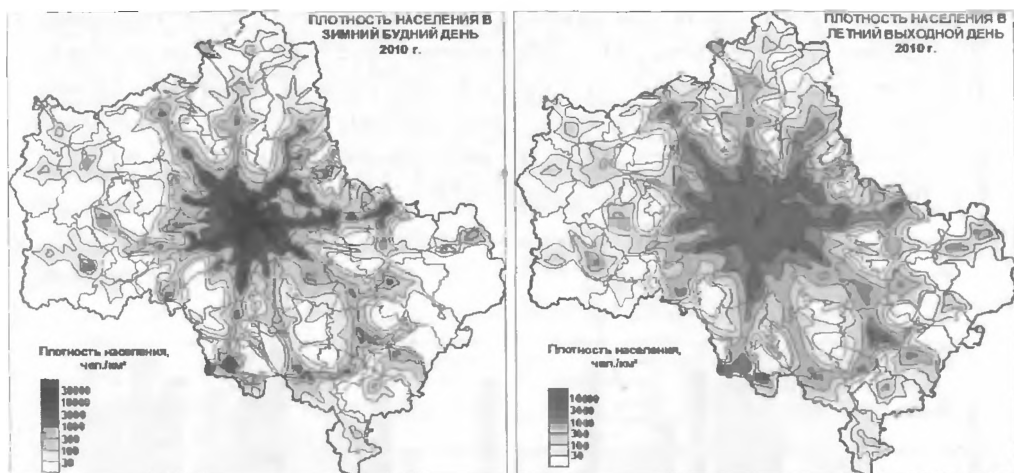 ПЛОТНОСТЬ НАСЕЛЕНИЯ В
ЗИМНИЙ БУДНИЙ ДЕНЬ
2010 г.
Плотность населения,
чел./км²
30000
10000
3000
1000
300
100
30
ПЛОТНОСТЬ НАСЕЛЕНИЯ В
ЛЕТНИЙ ВЫХОДНОЙ ДЕНЬ
2010 г.
Плотность населения,
чел./км²
10000
3000
1000
300
100
30